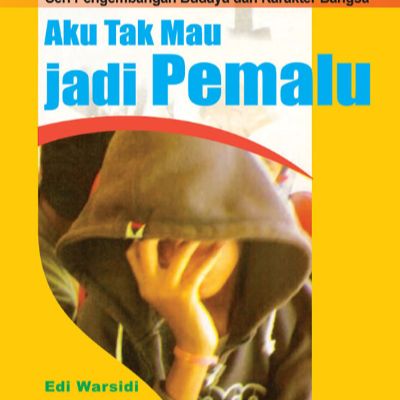 Seri Pengembangan Budaya dan Karakter Bangsa
Aku Tak Mau
jadi Pemalu
Edi Warsidi